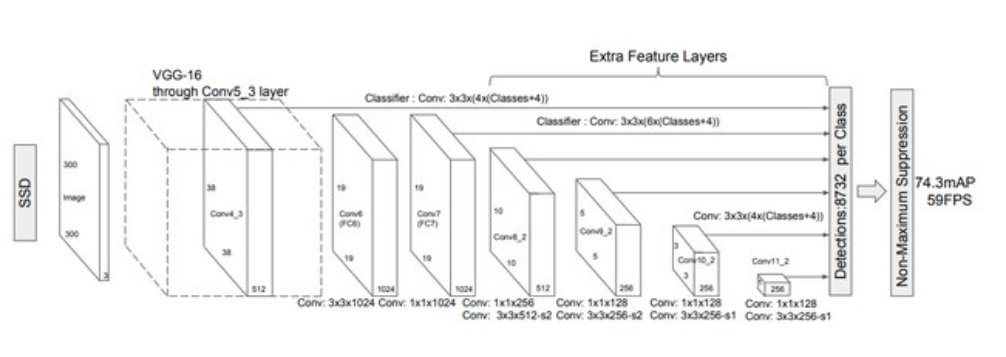 SSD
300
Image
300
3
VGG-16
through Conv5_3 layer
38
Conv4_3
38
512
Extra Feature Layers
Classifier : Conv: 3x3x(4x(Classes+4))
Classifier : Conv: 3x3x(6x(Classes+4))
19
Conv6
(FC6)
19
1024
19
Conv7
(FC7)
19
1024
10
Conv8_2
10
512
5
Conv9_2
5
256
Conv: 3x3x(4x(Classes+4))
3
Conv10_2
3
256
Conv11_2
256
Conv: 3x3x1024
Conv: 1x1x1024
Conv: 1x1x256
Conv: 3x3x512-s2
Conv: 1x1x128
Conv: 3x3x256-s2
Conv: 1x1x128
Conv: 3x3x256-s1
Conv: 1x1x128
Conv: 3x3x256-s1
Detections:8732 per Class
Non-Maximum Suppression
74.3mAP
59FPS